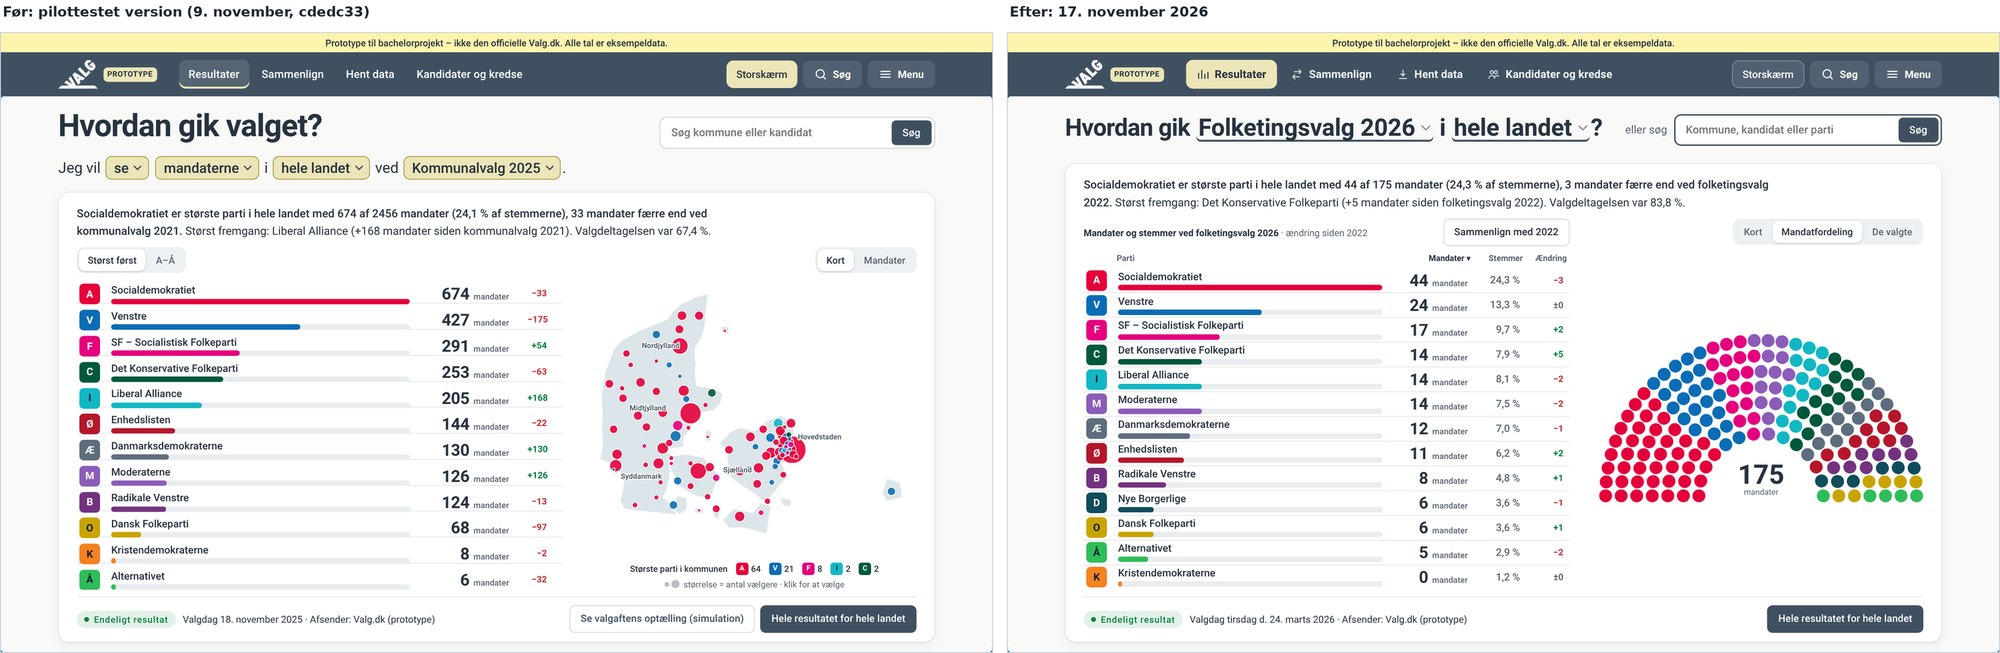 Før: pilottestet version (9. november, cdedc33)
Prototype til bachelorprojekt – ikke den officielle Valg.dk. Alle tal er eksempeldata.
VALG PROTOTYPE Resultater Sammenlign Hent data Kandidater og kredse Storskærm Søg Menu
Hvordan gik valget?
Søg kommune eller kandidat Søg
Jeg vil se mandaterne i hele landet ved Kommunalvalg 2025.
Socialdemokratiet er største parti i hele landet med 674 af 2456 mandater (24,1 % af stemmerne), 33 mandater færre end ved
kommunalvalg 2021. Størst fremgang: Liberal Alliance (+168 mandater siden kommunalvalg 2021). Valgdeltagelsen var 67,4 %.
Størst først A–Å
Kort Mandater
A Socialdemokratiet 674 mandater −33
V Venstre 427 mandater −175
F SF – Socialistisk Folkeparti 291 mandater +54
C Det Konservative Folkeparti 253 mandater −63
I Liberal Alliance 205 mandater +168
Ø Enhedslisten 144 mandater −22
Æ Danmarksdemokraterne 130 mandater +130
M Moderaterne 126 mandater +126
B Radikale Venstre 124 mandater −13
O Dansk Folkeparti 68 mandater −97
K Kristendemokraterne 8 mandater −2
Å Alternativet 6 mandater −32
Nordjylland
Midtjylland
Hovedstaden
Sjælland
Syddanmark
Største parti i kommunen A 64 V 21 F 8 I 2 C 2
størrelse = antal vælgere · klik for at vælge
Endeligt resultat Valgdag 18. november 2025 · Afsender: Valg.dk (prototype)
Se valgaftens optælling (simulation) Hele resultatet for hele landet
Efter: 17. november 2026
Prototype til bachelorprojekt – ikke den officielle Valg.dk. Alle tal er eksempeldata.
VALG PROTOTYPE Resultater Sammenlign Hent data Kandidater og kredse Storskærm Søg Menu
Hvordan gik Folketingsvalg 2026 i hele landet?
eller søg Kommune, kandidat eller parti Søg
Socialdemokratiet er største parti i hele landet med 44 af 175 mandater (24,3 % af stemmerne), 3 mandater færre end ved folketingsvalg
2022. Størst fremgang: Det Konservative Folkeparti (+5 mandater siden folketingsvalg 2022). Valgdeltagelsen var 83,8 %.
Mandater og stemmer ved folketingsvalg 2026 · ændring siden 2022 Sammenlign med 2022
Kort Mandatfordeling De valgte
Parti Mandater ▾ Stemmer Ændring
A Socialdemokratiet 44 mandater 24,3 % −3
V Venstre 24 mandater 13,3 % ±0
F SF – Socialistisk Folkeparti 17 mandater 9,7 % +2
C Det Konservative Folkeparti 14 mandater 7,9 % +5
I Liberal Alliance 14 mandater 8,1 % −2
M Moderaterne 14 mandater 7,5 % −2
Æ Danmarksdemokraterne 12 mandater 7,0 % −1
Ø Enhedslisten 11 mandater 6,2 % +2
B Radikale Venstre 8 mandater 4,8 % +1
D Nye Borgerlige 6 mandater 3,6 % −1
O Dansk Folkeparti 6 mandater 3,6 % +1
Å Alternativet 5 mandater 2,9 % −2
K Kristendemokraterne 0 mandater 1,2 % ±0
175
mandater
Endeligt resultat Valgdag tirsdag d. 24. marts 2026 · Afsender: Valg.dk (prototype)
Hele resultatet for hele landet